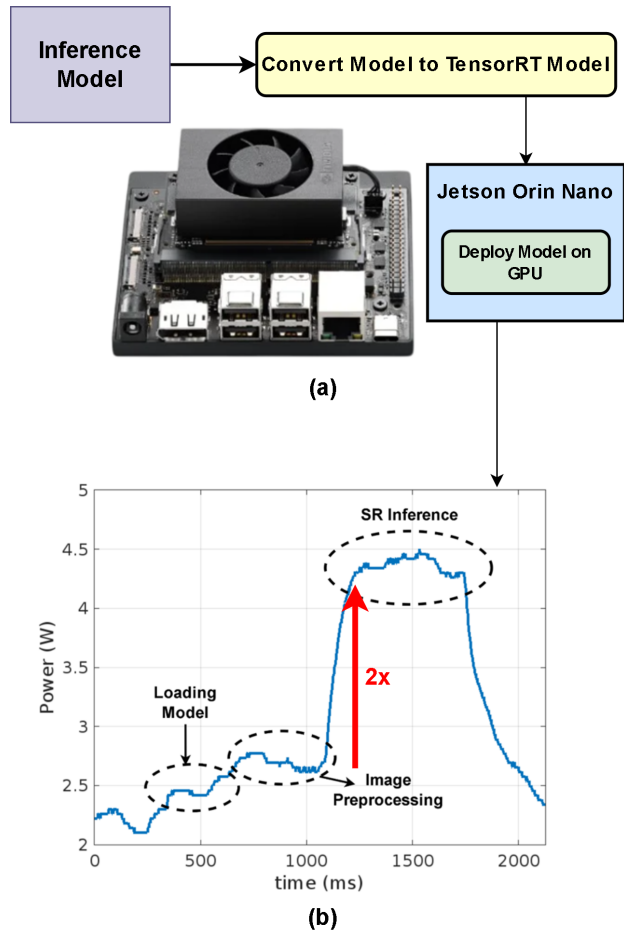 Inference
Model
Convert Model to TensorRT Model
Jetson Orin Nano
Deploy Model on
GPU
(a)
5
4.5
4
3.5
3
2.5
2
Power (W)
SR Inference
2x
Loading
Model
Image
Preprocessing
0
500
1000
1500
2000
time (ms)
(b)